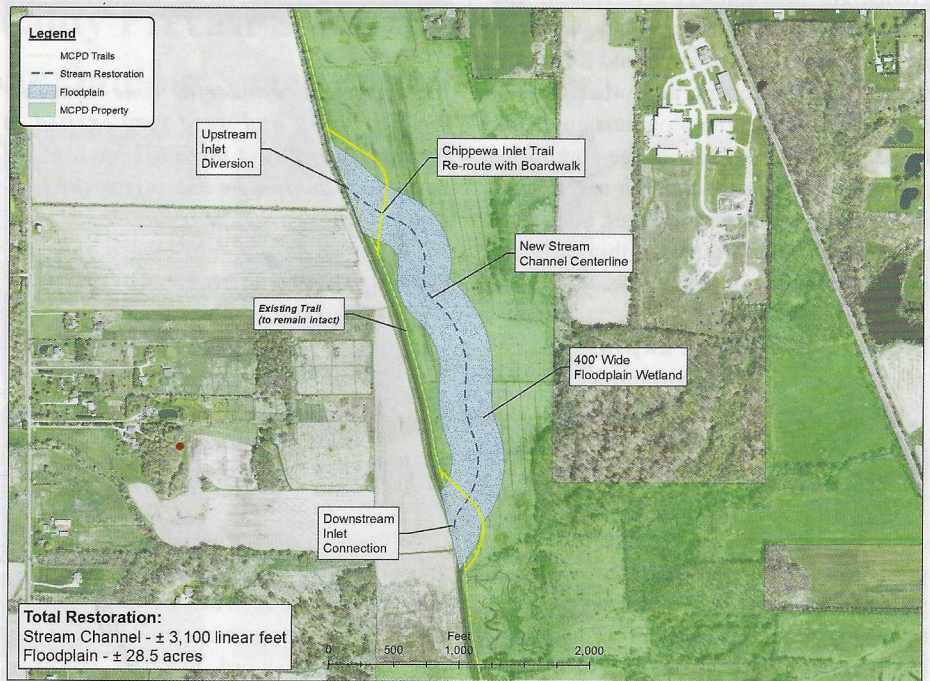 Legend
MCPD Trails
Stream Restoration
Floodplain
MCPD Property
Upstream
Inlet
Diversion
Chippewa Inlet Trail
Re-route with Boardwalk
New Stream
Channel Centerline
Existing Trail
(to remain intact)
400' Wide
Floodplain Wetland
Downstream
Inlet
Connection
Total Restoration:
Stream Channel - ± 3,100 linear feet
Floodplain - ± 28.5 acres
Feet
0 500 1,000 2,000